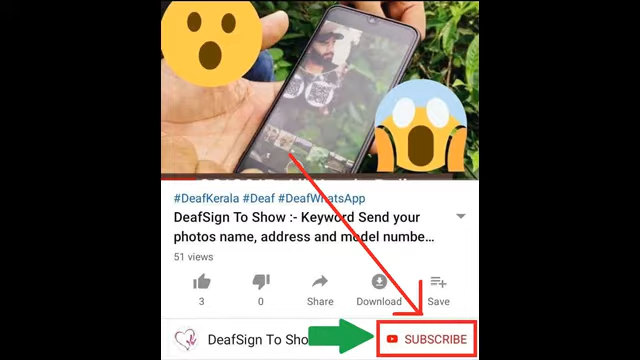 #DeafKerala #Deaf #DeafWhatsApp
DeafSign To Show :- Keyword Send your
photos name, address and model numbe...
51 views
3
0
Share
Download
Save
DeafSign To
SUBSCRIBE